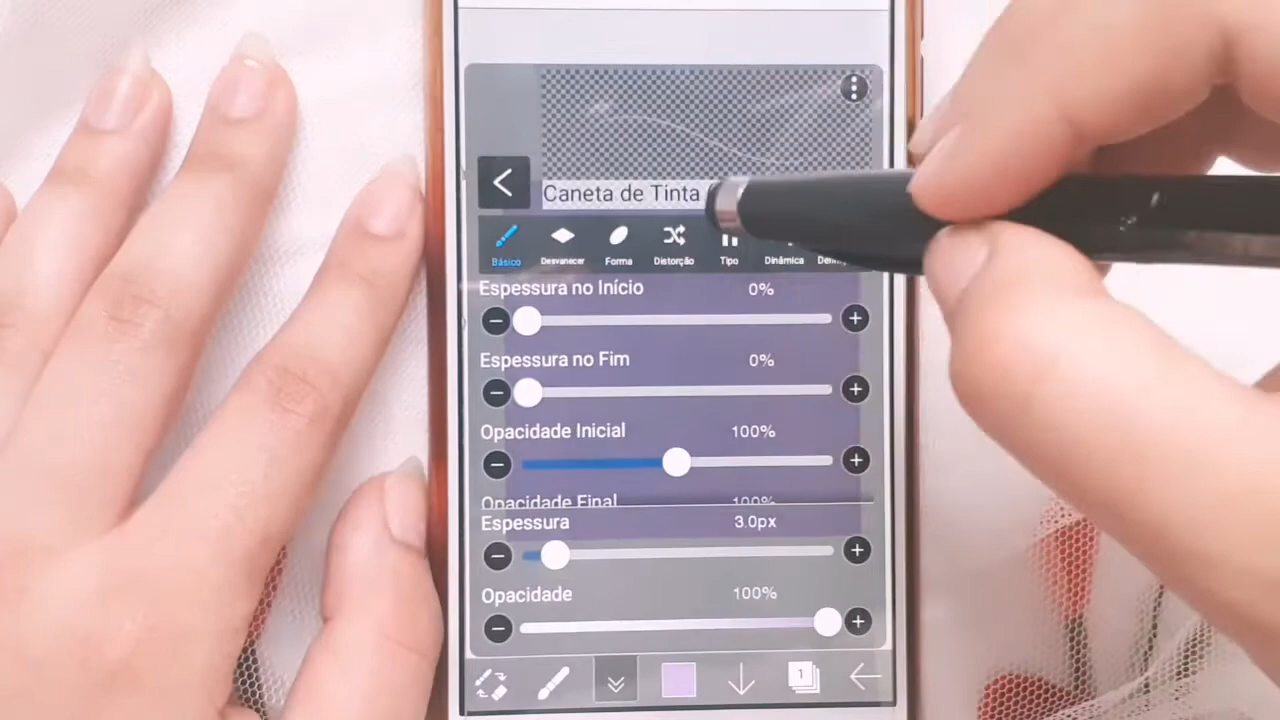 Caneta de Tinta
Básico Desvanecer Forma Distorção Tipo Dinâmica
Espessura no Início 0%
Espessura no Fim 0%
Opacidade Inicial 100%
Opacidade Final 100%
Espessura 3.0px
Opacidade 100%
1